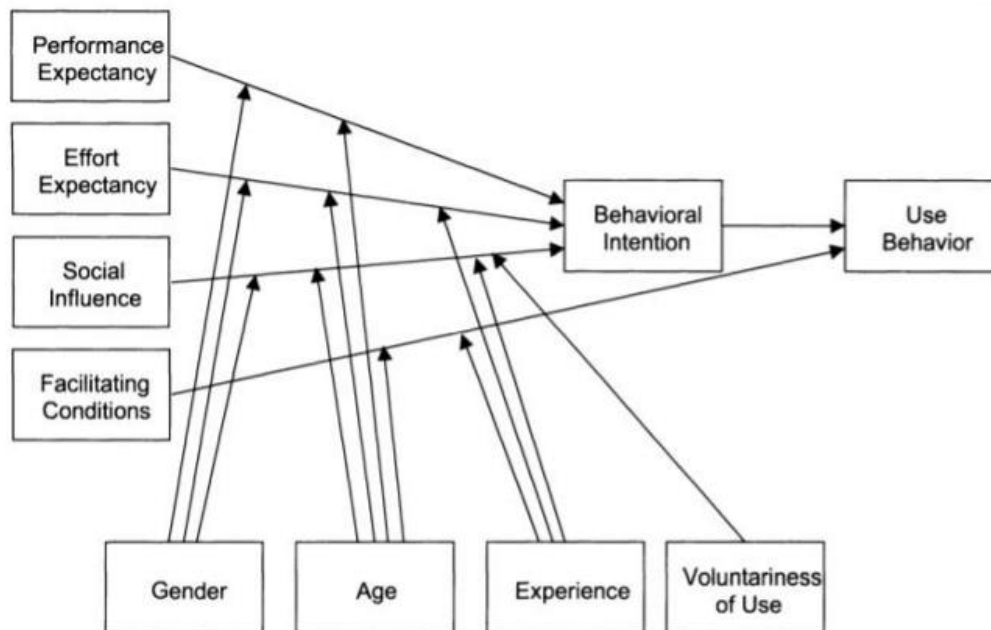 Performance
Expectancy
Effort
Expectancy
Social
Influence
Facilitating
Conditions
Behavioral
Intention
Use
Behavior
Gender
Age
Experience
Voluntariness
of Use